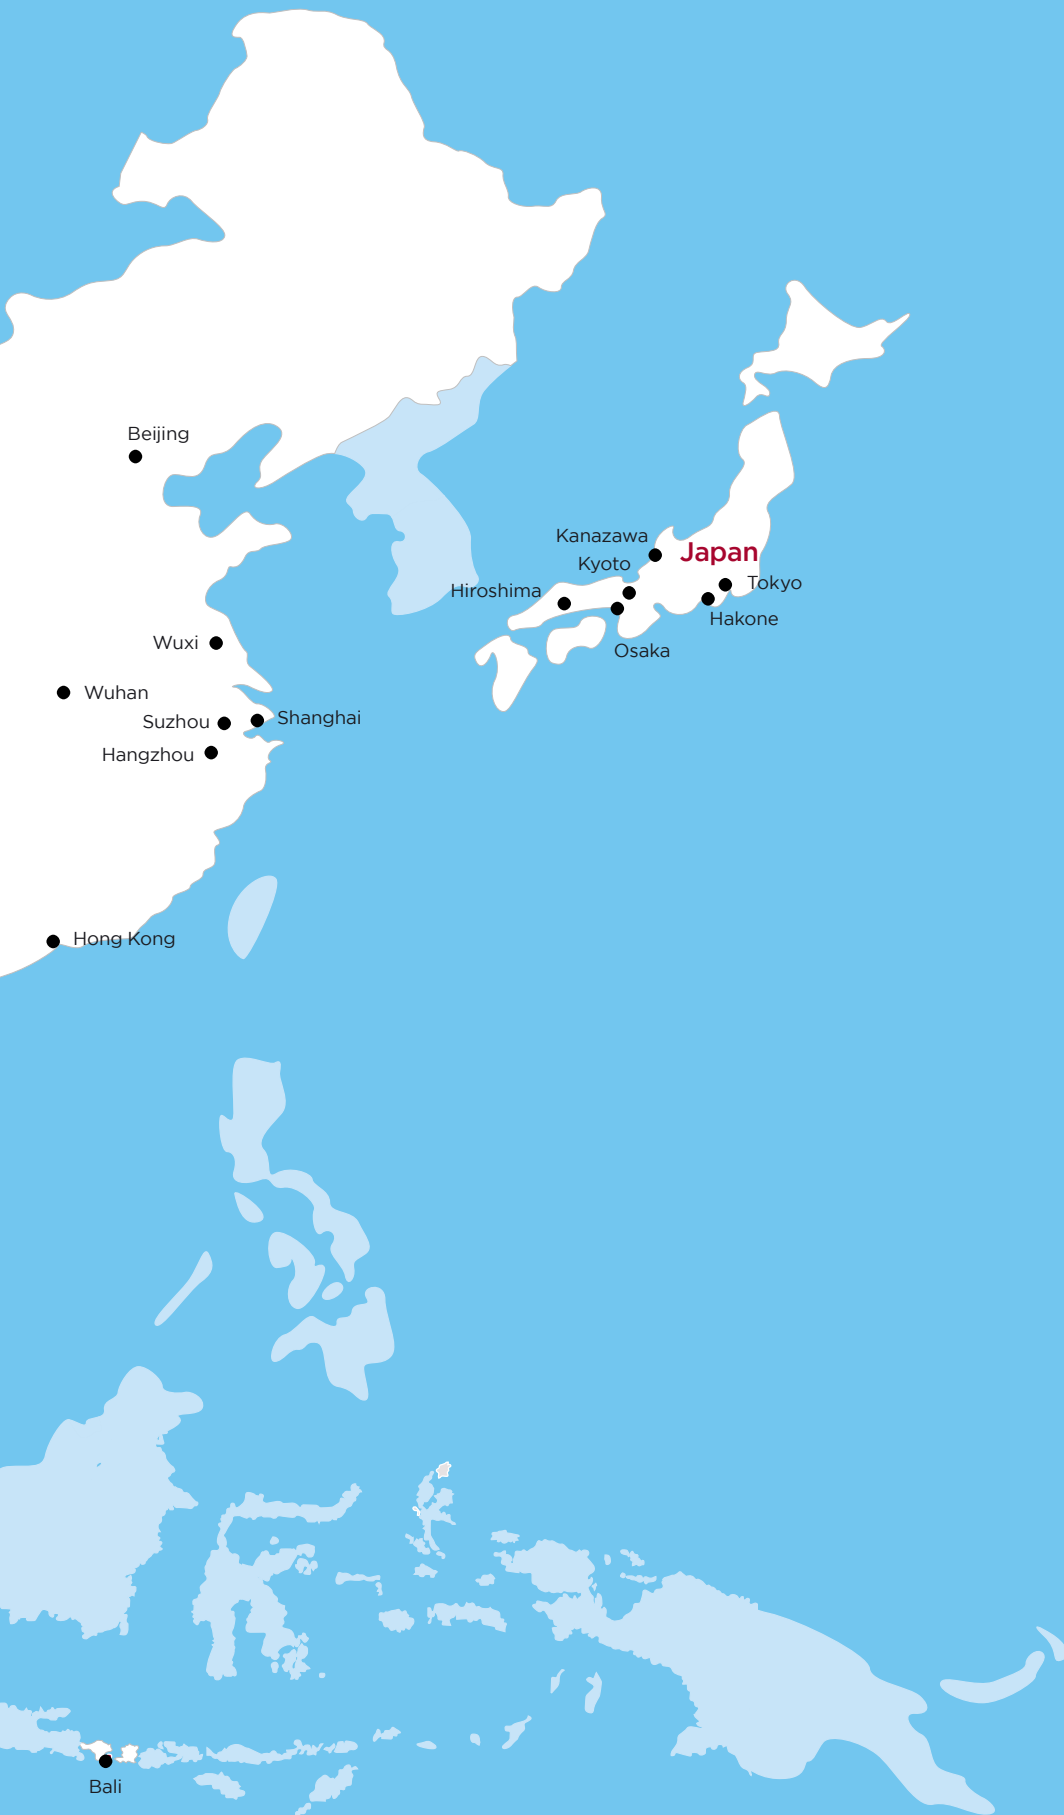 Beijing
Kanazawa
Japan
Kyoto
Hiroshima
Tokyo
Hakone
Osaka
Wuxi
Wuhan
Suzhou
Shanghai
Hangzhou
Hong Kong
Bali